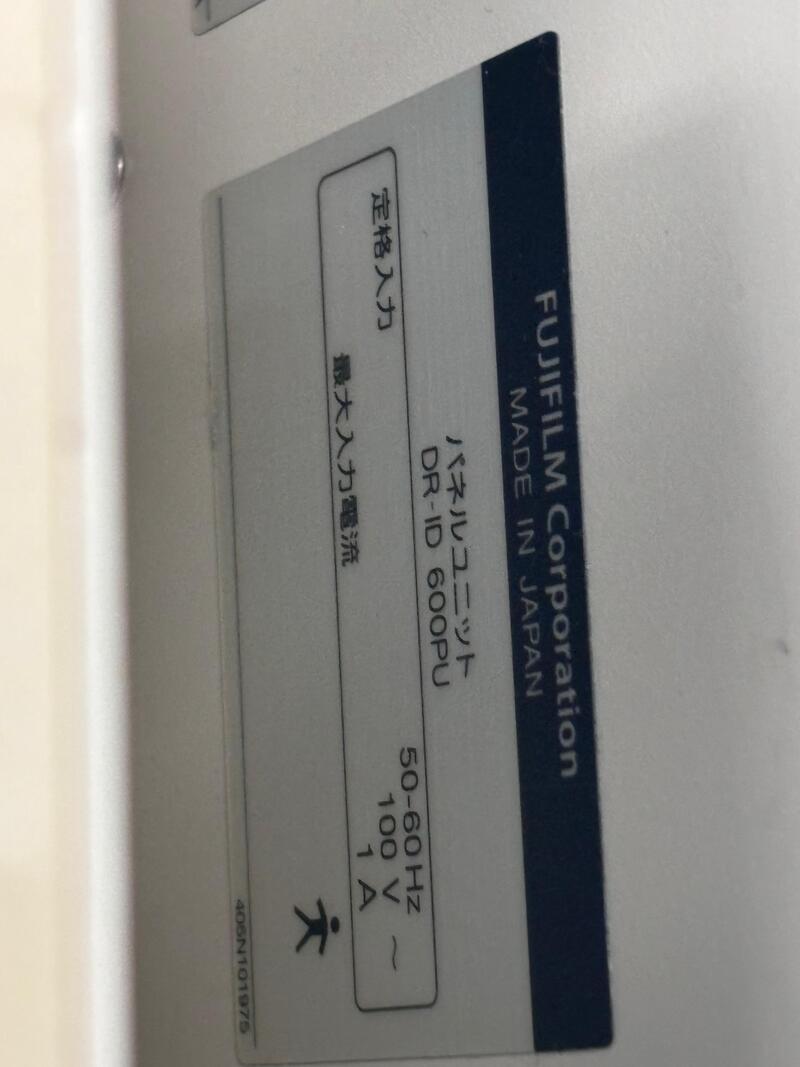 FUJIFILM Corporation
MADE IN JAPAN
パネルユニット
DR-ID 600PU
定格入力
50-60 Hz
100 V ~
最大入力電流
1 A
406N101975